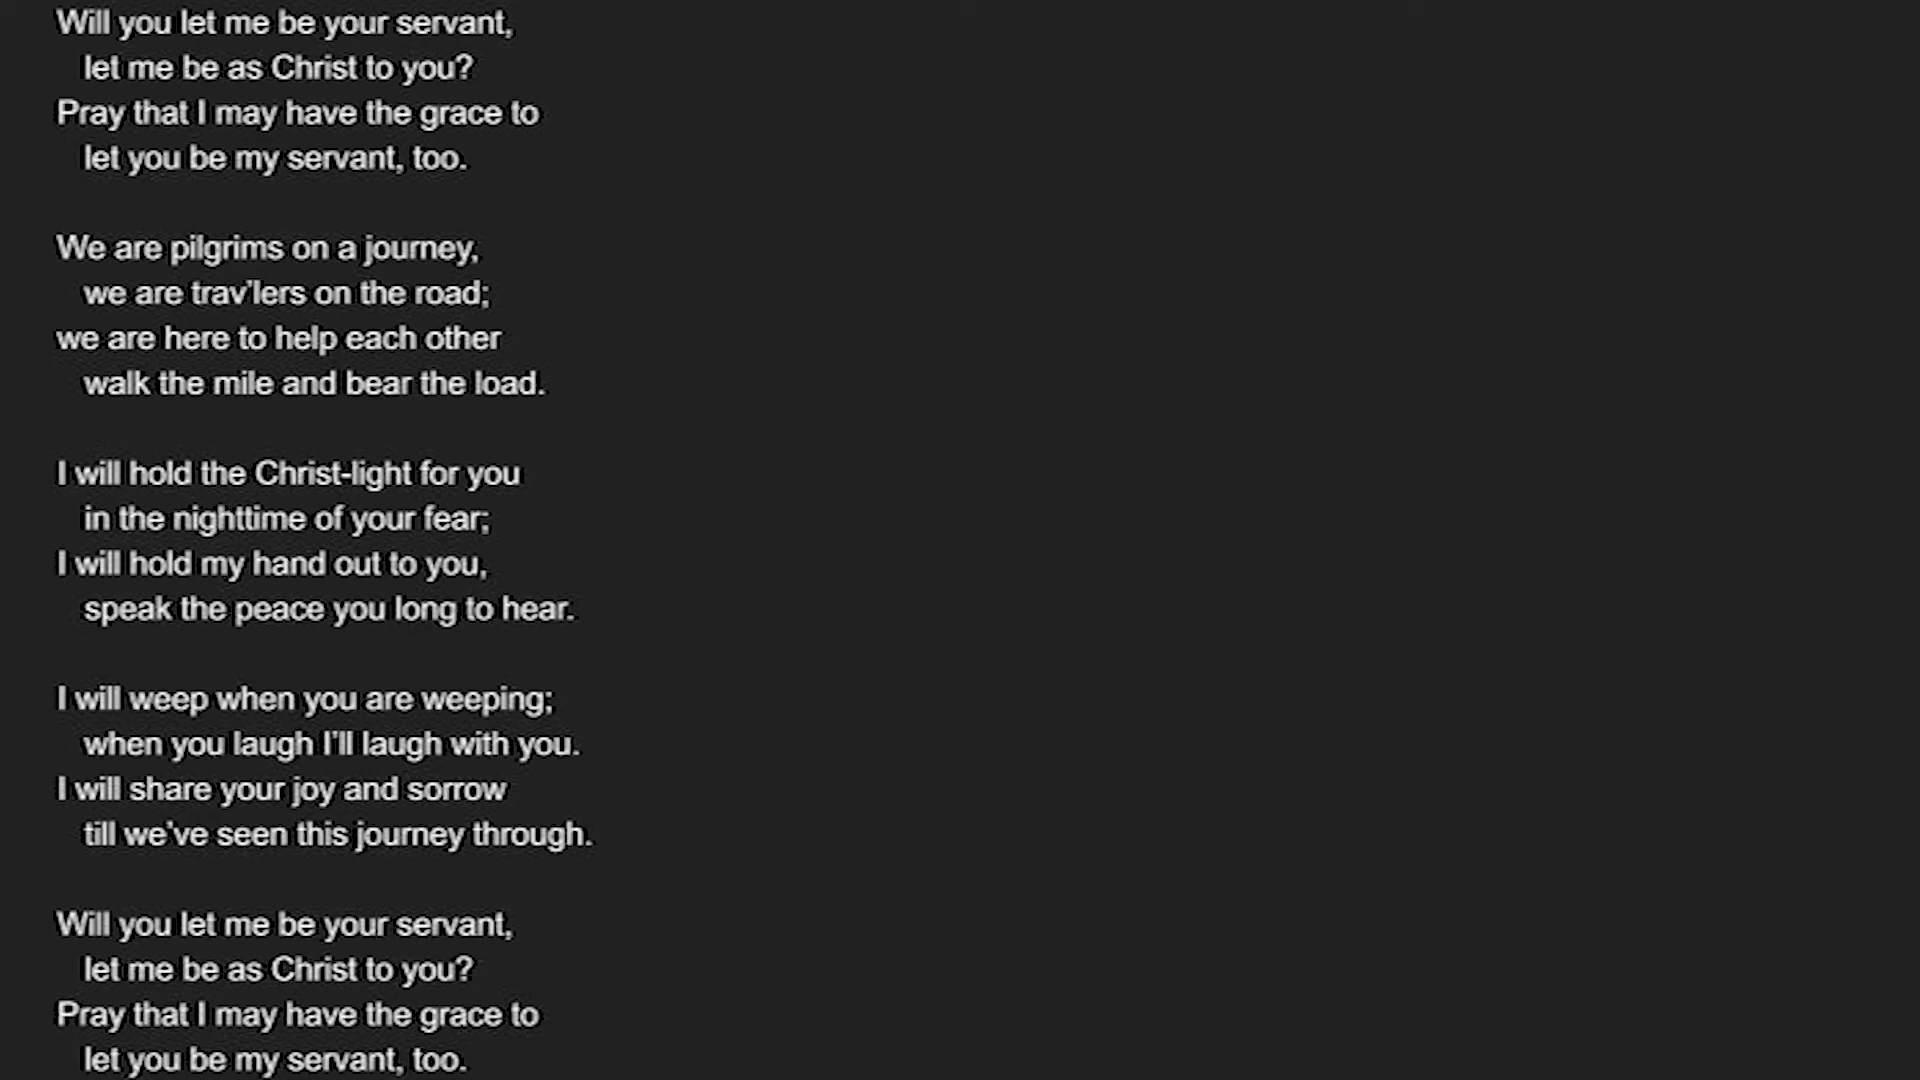 Will you let me be your servant,
let me be as Christ to you?
Pray that I may have the grace to
let you be my servant, too.
We are pilgrims on a journey,
we are trav’lers on the road;
we are here to help each other
walk the mile and bear the load.
I will hold the Christ-light for you
in the nighttime of your fear;
I will hold my hand out to you,
speak the peace you long to hear.
I will weep when you are weeping;
when you laugh I’ll laugh with you.
I will share your joy and sorrow
till we’ve seen this journey through.
Will you let me be your servant,
let me be as Christ to you?
Pray that I may have the grace to
let you be my servant, too.